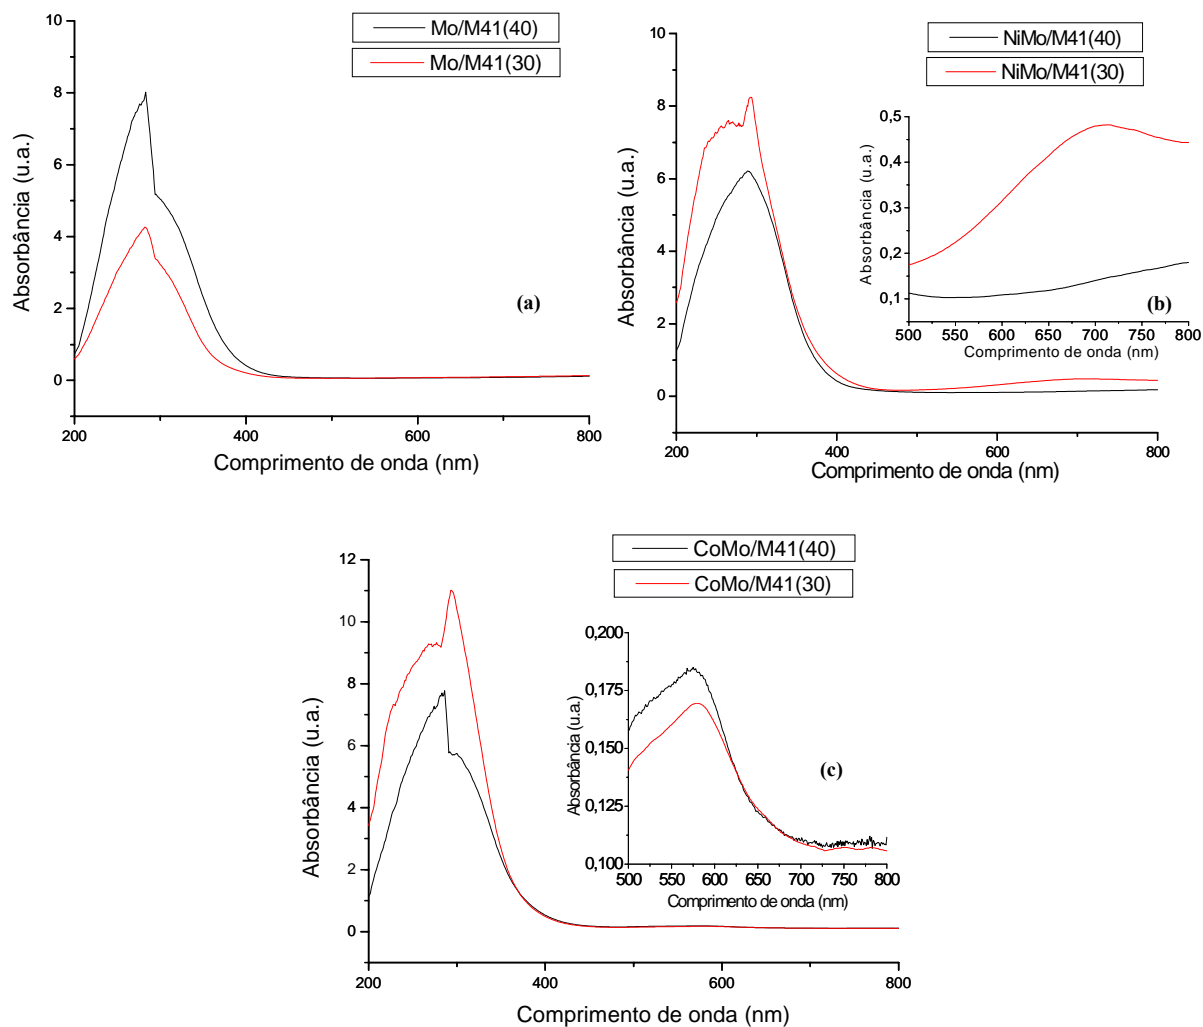 Mo/M41(40)
Mo/M41(30)
10
8
6
4
2
0
200
400
600
800
Absorbância (u.a.)
Comprimento de onda (nm)
(a)
NiMo/M41(40)
NiMo/M41(30)
10
8
6
4
2
0
200
400
600
800
Absorbância (u.a.)
Comprimento de onda (nm)
0,5
0,4
0,2
0,1
500
550
600
650
700
750
800
Absorbância (u.a.)
Comprimento de onda (nm)
(b)
CoMo/M41(40)
CoMo/M41(30)
12
10
8
6
4
2
0
200
400
600
800
Absorbância (u.a.)
Comprimento de onda (nm)
0,200
0,175
0,150
0,125
0,100
500
550
600
650
700
750
800
Absorbância (u.a.)
Comprimento de onda (nm)
(c)